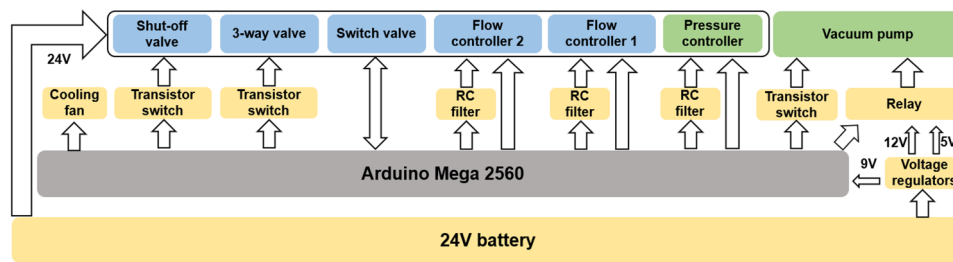 Shut-off
valve
3-way valve
Switch valve
Flow
controller 2
Flow
controller 1
Pressure
controller
Vacuum pump
24V
Cooling
fan
Transistor
switch
Transistor
switch
RC
filter
RC
filter
RC
filter
Transistor
switch
Relay
12V
5V
Arduino Mega 2560
9V
Voltage
regulators
24V battery